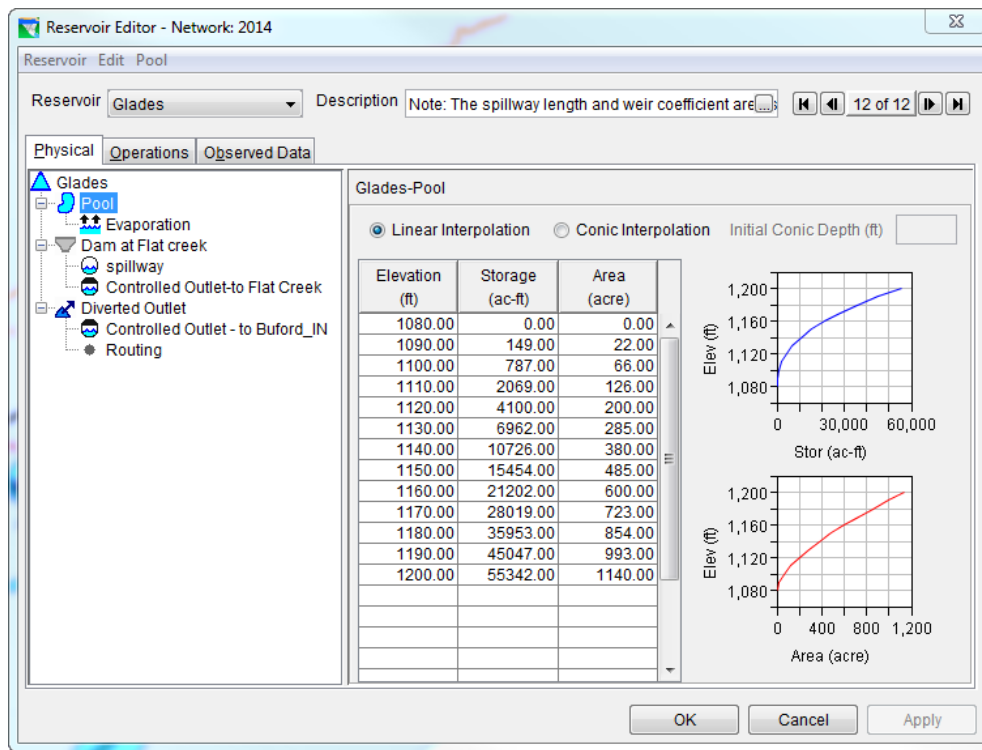 Reservoir Editor - Network: 2014
Reservoir Edit Pool
Reservoir Glades Description Note: The spillway length and weir coefficient are ... 12 of 12
Physical Operations Observed Data
Glades
Pool
Evaporation
Dam at Flat creek
spillway
Controlled Outlet-to Flat Creek
Diverted Outlet
Controlled Outlet - to Buford_IN
Routing
Glades-Pool
Linear Interpolation Conic Interpolation Initial Conic Depth (ft)
Elevation Storage Area
(ft) (ac-ft) (acre)
1080.00 0.00 0.00
1090.00 149.00 22.00
1100.00 787.00 66.00
1110.00 2069.00 126.00
1120.00 4100.00 200.00
1130.00 6962.00 285.00
1140.00 10726.00 380.00
1150.00 15454.00 485.00
1160.00 21202.00 600.00
1170.00 28019.00 723.00
1180.00 35953.00 854.00
1190.00 45047.00 993.00
1200.00 55342.00 1140.00
1,200
1,160
1,120
1,080
Elev (ft)
0 30,000 60,000
Stor (ac-ft)
1,200
1,160
1,120
1,080
Elev (ft)
0 400 800 1,200
Area (acre)
OK Cancel Apply